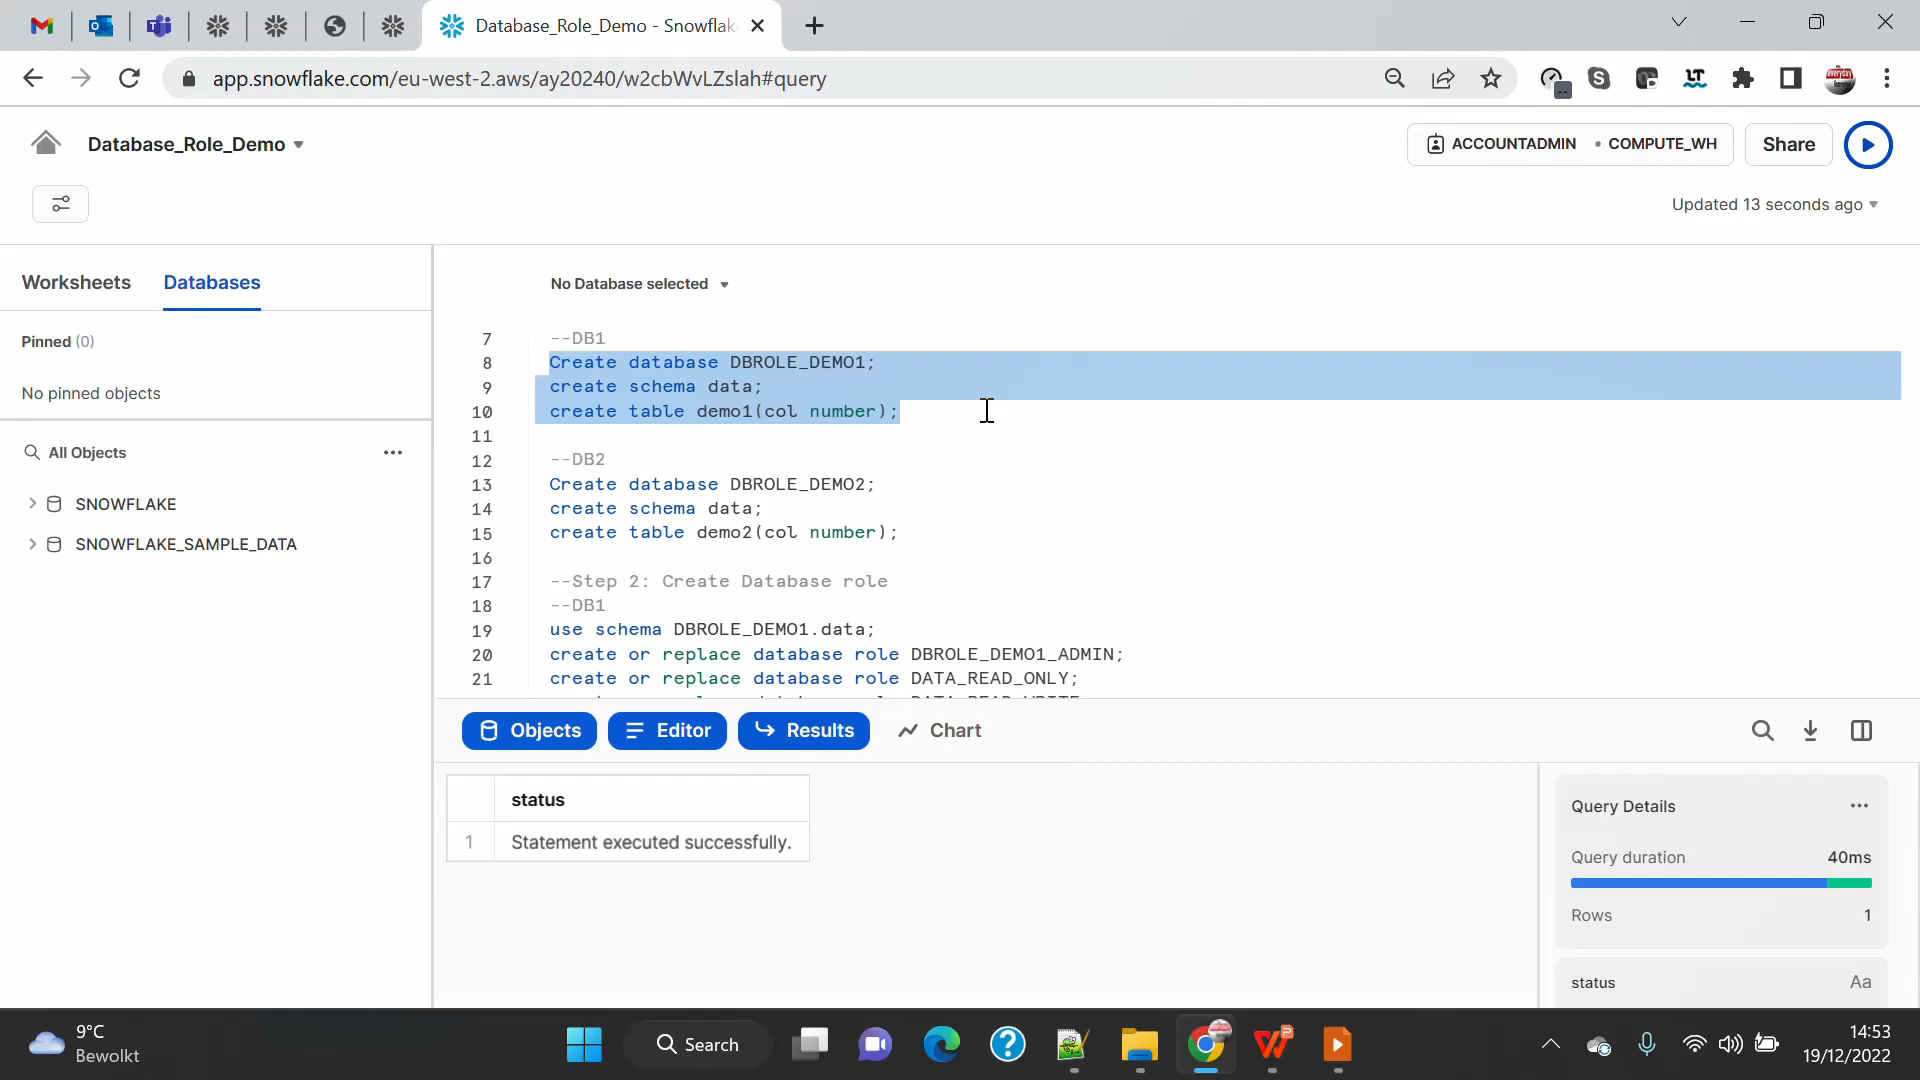 Database_Role_Demo - Snowflak
app.snowflake.com/eu-west-2.aws/ay20240/w2cbWvLZslah#query
Database_Role_Demo
ACCOUNTADMIN • COMPUTE_WH
Share
Updated 13 seconds ago
Worksheets
Databases
No Database selected
Pinned (0)
No pinned objects
All Objects
SNOWFLAKE
SNOWFLAKE_SAMPLE_DATA
7 --DB1
8 Create database DBROLE_DEMO1;
9 create schema data;
10 create table demo1(col number);
11
12 --DB2
13 Create database DBROLE_DEMO2;
14 create schema data;
15 create table demo2(col number);
16
17 --Step 2: Create Database role
18 --DB1
19 use schema DBROLE_DEMO1.data;
20 create or replace database role DBROLE_DEMO1_ADMIN;
21 create or replace database role DATA_READ_ONLY;
Objects
Editor
Results
Chart
status
1 Statement executed successfully.
Query Details
Query duration 40ms
Rows 1
status Aa
9°C
Bewolkt
Search
14:53
19/12/2022